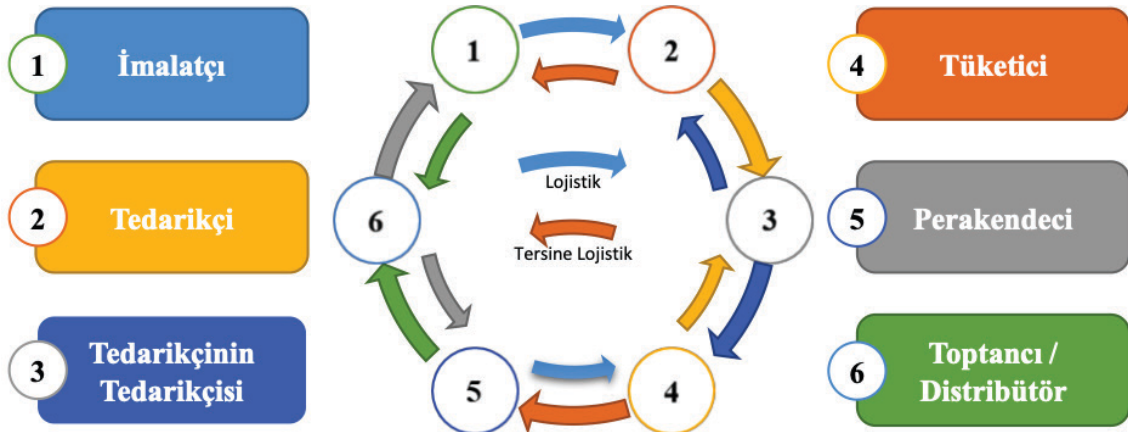 1
İmalatçı
2
Tedarikçi
3
Tedarikçinin
Tedarikçisi
1
2
3
4
5
6
Lojistik
Tersine Lojistik
4
Tüketici
5
Perakendeci
6
Toptancı /
Distribütör